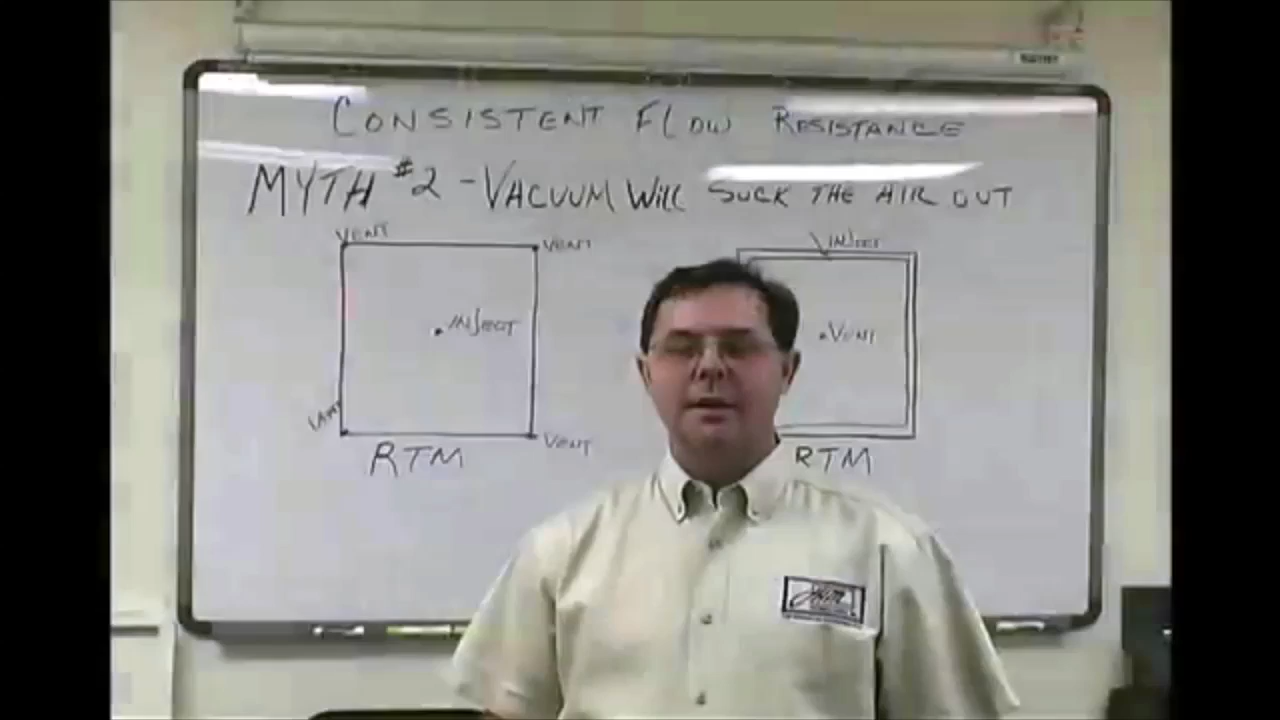 CONSISTENT FLOW RESISTANCE
MYTH #2 - VACUUM WILL SUCK THE AIR OUT
VENT VENT INJECT
INJECT VENT
VENT VENT
RTM RTM